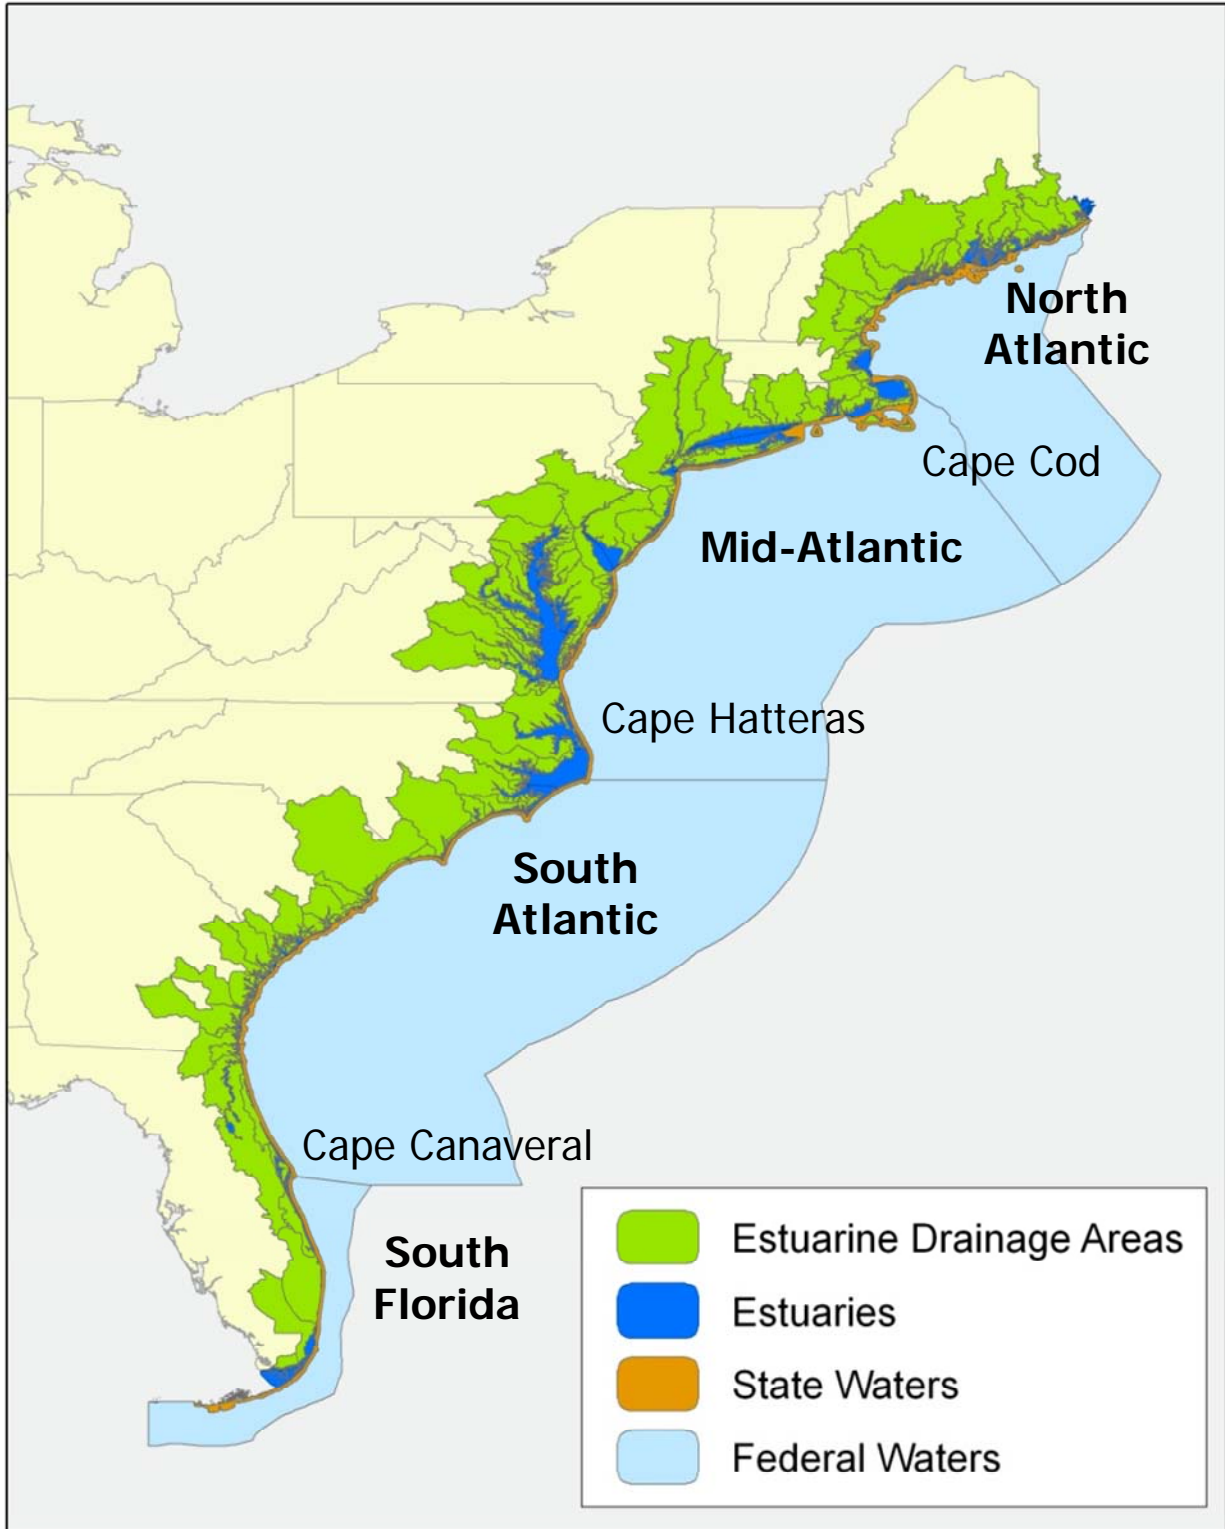 North
Atlantic
Cape Cod
Mid-Atlantic
Cape Hatteras
South
Atlantic
Cape Canaveral
South
Florida
Estuarine Drainage Areas
Estuaries
State Waters
Federal Waters